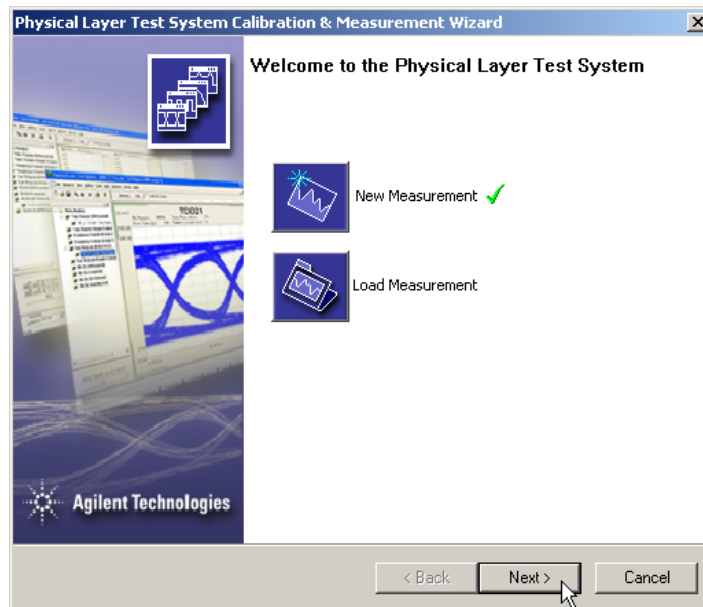 Physical Layer Test System Calibration & Measurement Wizard
Welcome to the Physical Layer Test System
New Measurement
Load Measurement
TDD21
Agilent Technologies
< Back
Next >
Cancel